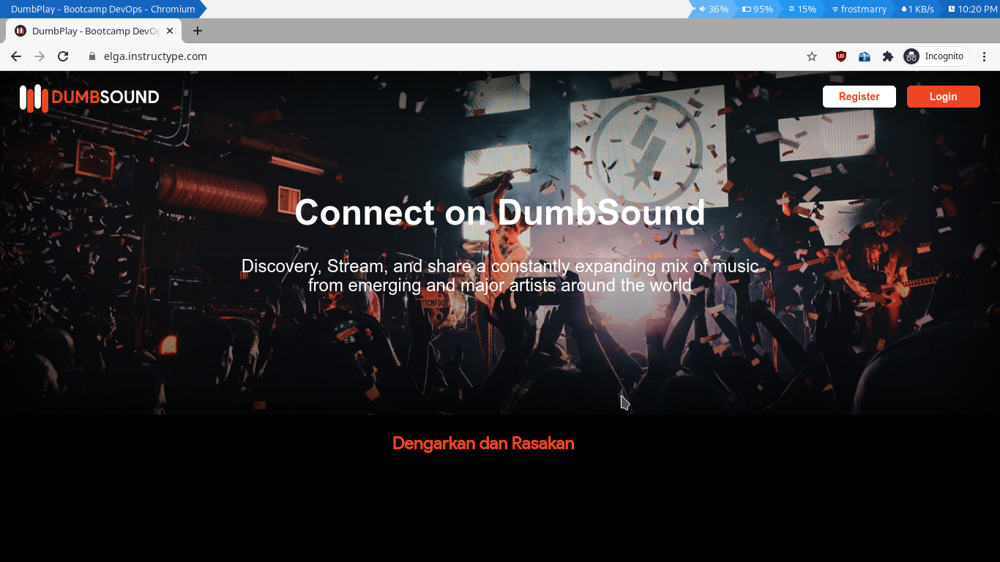 DumbPlay - Bootcamp DevOps - Chromium
36%
95%
15%
frostmarry
1 KB/s
10:20 PM
DumbPlay - Bootcamp DevOp
elga.instructype.com
Incognito
DUMBSOUND
Register
Login
Connect on DumbSound
Discovery, Stream, and share a constantly expanding mix of music
from emerging and major artists around the world
Dengarkan dan Rasakan